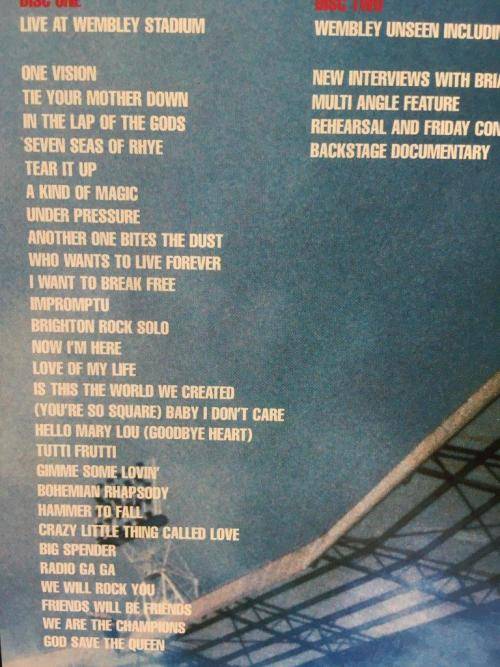 DISC ONE
LIVE AT WEMBLEY STADIUM
ONE VISION
TIE YOUR MOTHER DOWN
IN THE LAP OF THE GODS
SEVEN SEAS OF RHYE
TEAR IT UP
A KIND OF MAGIC
UNDER PRESSURE
ANOTHER ONE BITES THE DUST
WHO WANTS TO LIVE FOREVER
I WANT TO BREAK FREE
IMPROMPTU
BRIGHTON ROCK SOLO
NOW I'M HERE
LOVE OF MY LIFE
IS THIS THE WORLD WE CREATED
(YOU'RE SO SQUARE) BABY I DON'T CARE
HELLO MARY LOU (GOODBYE HEART)
TUTTI FRUTTI
GIMME SOME LOVIN'
BOHEMIAN RHAPSODY
HAMMER TO FALL
CRAZY LITTLE THING CALLED LOVE
BIG SPENDER
RADIO GA GA
WE WILL ROCK YOU
FRIENDS WILL BE FRIENDS
WE ARE THE CHAMPIONS
GOD SAVE THE QUEEN
DISC TWO
WEMBLEY UNSEEN
NEW INTERVIEWS WITH
MULTI ANGLE FEATURE
REHEARSAL AND FRIDAY
BACKSTAGE DOCUMENTARY